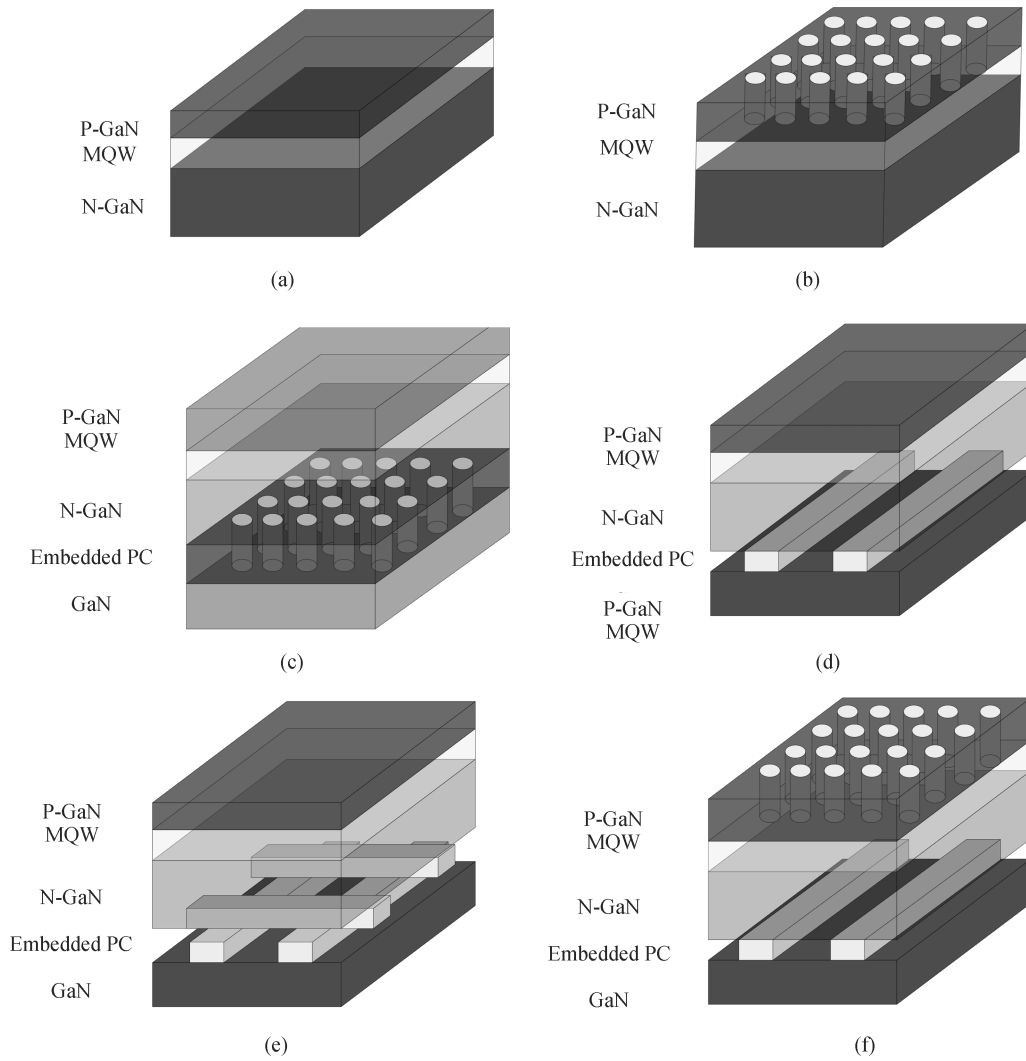 P-GaN
MQW
N-GaN
(a)
P-GaN
MQW
N-GaN
(b)
P-GaN
MQW
N-GaN
Embedded PC
GaN
(c)
P-GaN
MQW
N-GaN
Embedded PC
P-GaN
MQW
(d)
P-GaN
MQW
N-GaN
Embedded PC
GaN
(e)
P-GaN
MQW
N-GaN
Embedded PC
GaN
(f)